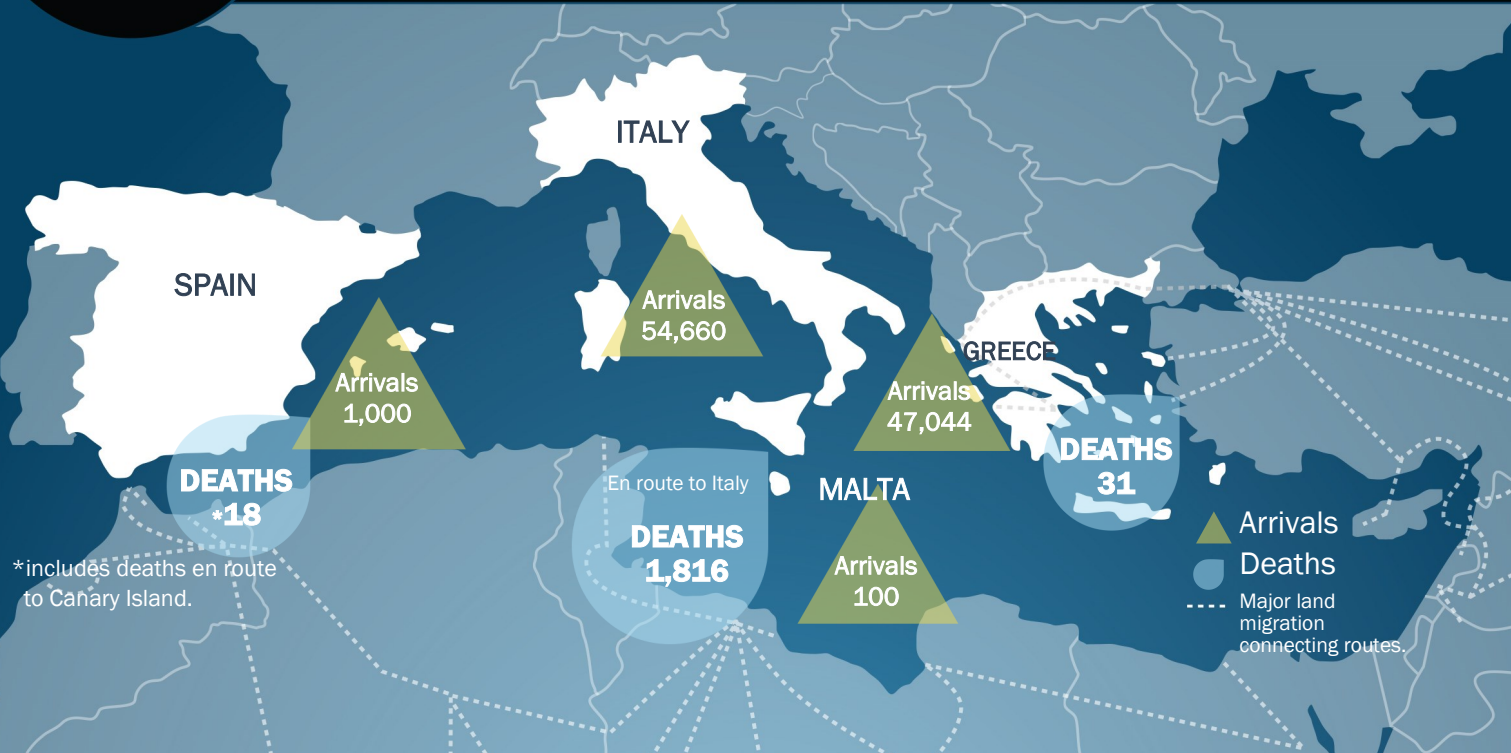 ITALY
SPAIN
Arrivals
54,660
GREECE
Arrivals
1,000
Arrivals
47,044
DEATHS
*18
En route to Italy
DEATHS
1,816
MALTA
Arrivals
100
DEATHS
31
*includes deaths en route
to Canary Island.
Arrivals
Deaths
Major land
migration
connecting routes.